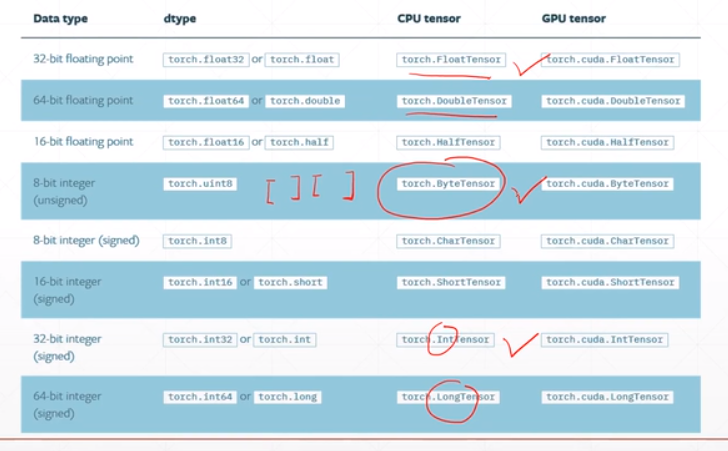 Data type dtype CPU tensor GPU tensor
32-bit floating point torch.float32 or torch.float torch.FloatTensor torch.cuda.FloatTensor
64-bit floating point torch.float64 or torch.double torch.DoubleTensor torch.cuda.DoubleTensor
16-bit floating point torch.float16 or torch.half torch.HalfTensor torch.cuda.HalfTensor
8-bit integer torch.uint8 [ ] [ ] torch.ByteTensor torch.cuda.ByteTensor
(unsigned)
8-bit integer (signed) torch.int8 torch.CharTensor torch.cuda.CharTensor
16-bit integer torch.int16 or torch.short torch.ShortTensor torch.cuda.ShortTensor
(signed)
32-bit integer torch.int32 or torch.int torch.IntTensor torch.cuda.IntTensor
(signed)
64-bit integer torch.int64 or torch.long torch.LongTensor torch.cuda.LongTensor
(signed)